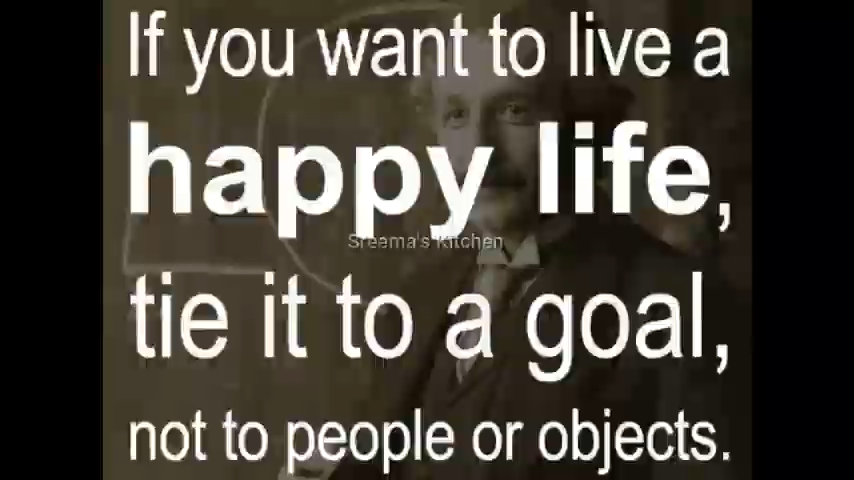 If you want to live a
happy life,
Sreema's Kitchen
tie it to a goal,
not to people or objects.